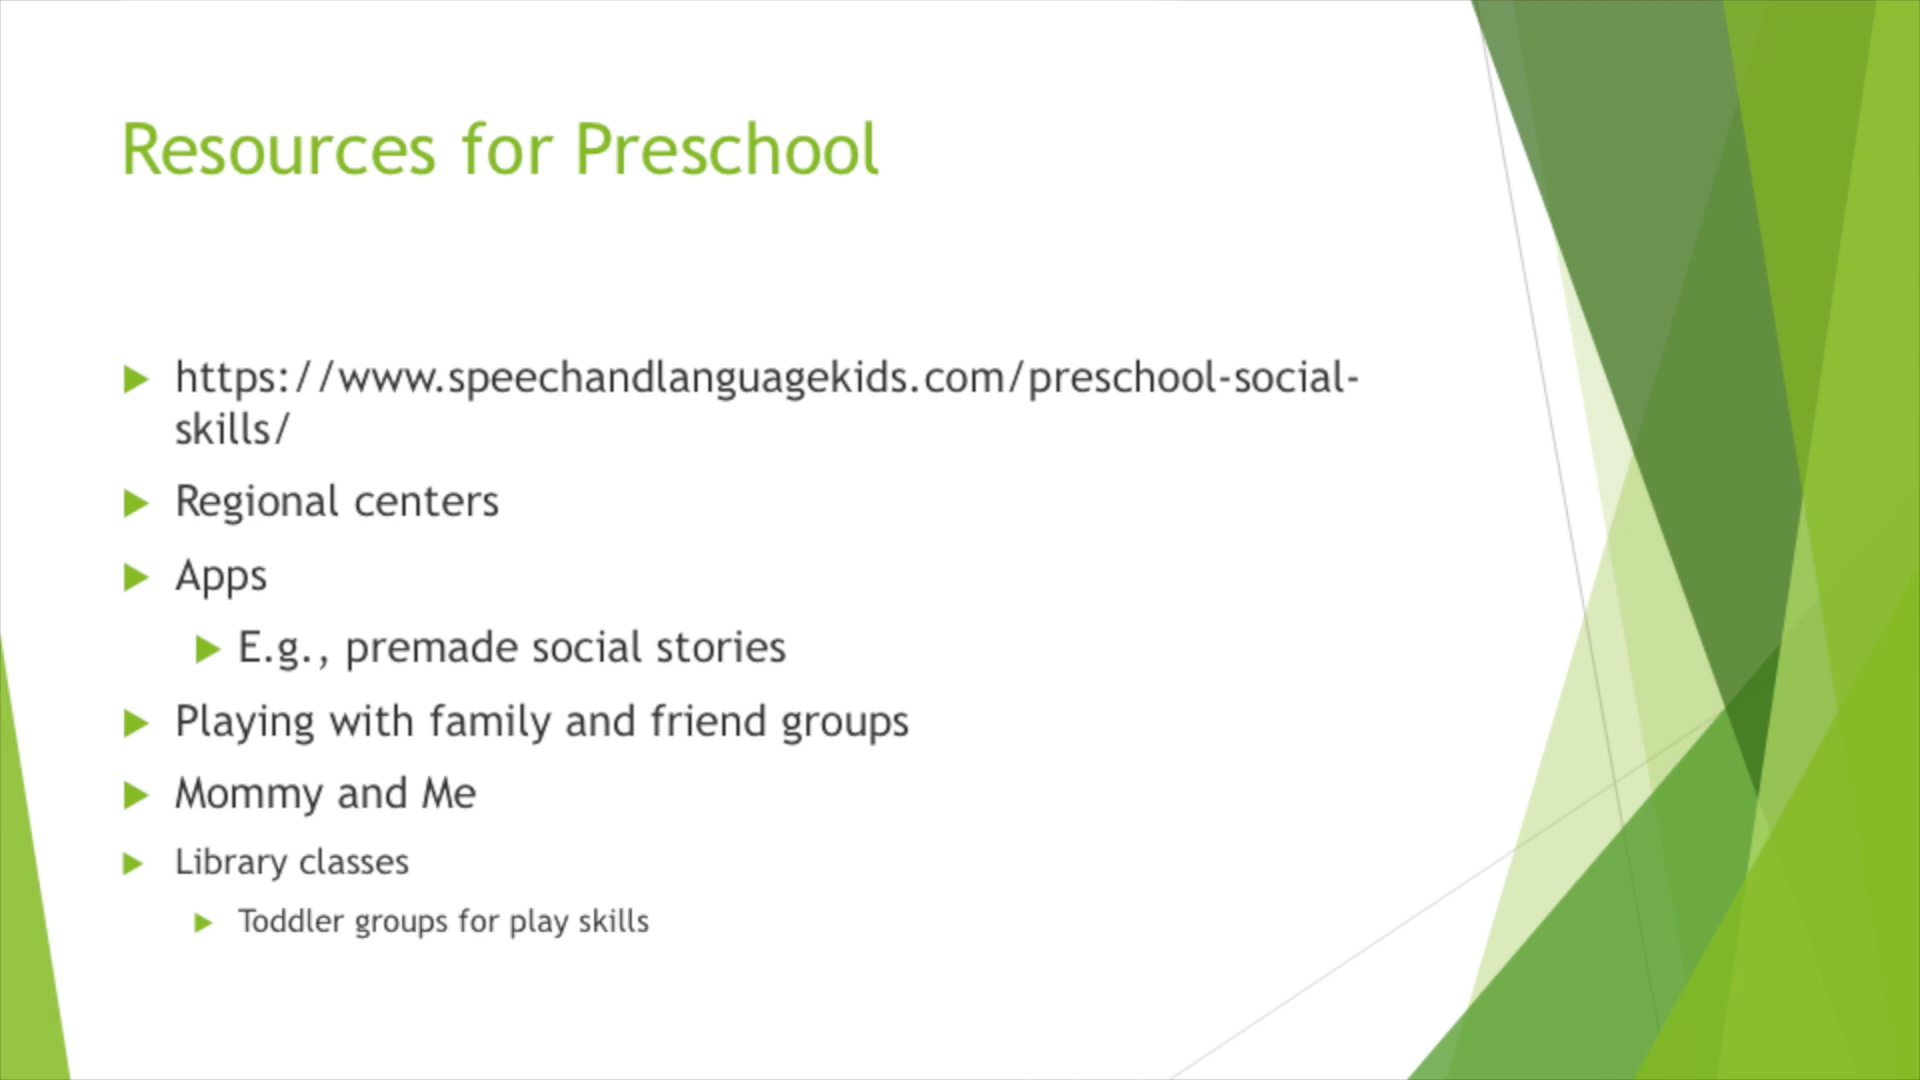 Resources for Preschool
https://www.speechandlanguagekids.com/preschool-social-
skills/
Regional centers
Apps
E.g., premade social stories
Playing with family and friend groups
Mommy and Me
Library classes
Toddler groups for play skills